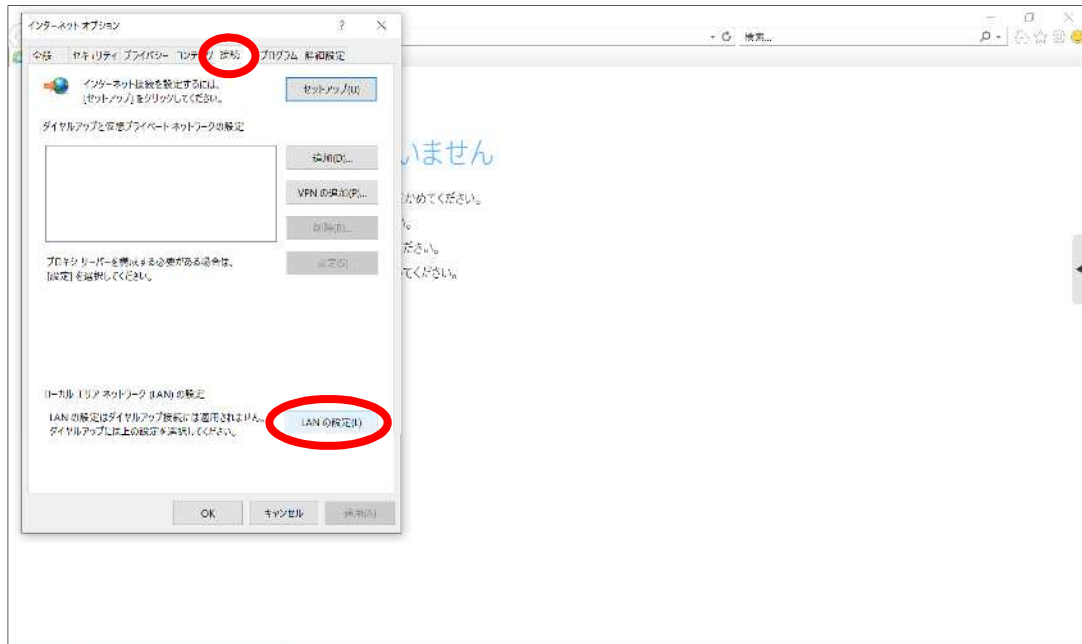 インターネット オプション
?
検索...
全般 セキュリティ プライバシー コンテンツ 接続 プログラム 詳細設定
インターネット接続を設定するには、
[セットアップ] をクリックしてください。
セットアップ(U)
ダイヤルアップと仮想プライベート ネットワークの設定
追加(D)...
VPN の追加(P)...
削除(R)...
設定(S)
プロキシ サーバーを構成する必要がある場合は、
[設定] を選択してください。
いません
かめてください。
い。
ださい。
てください。
ローカル エリア ネットワーク (LAN) の設定
LAN の設定はダイヤルアップ接続には適用されません。
ダイヤルアップには上の設定を選択してください。
LAN の設定(L)
OK
キャンセル
適用(A)